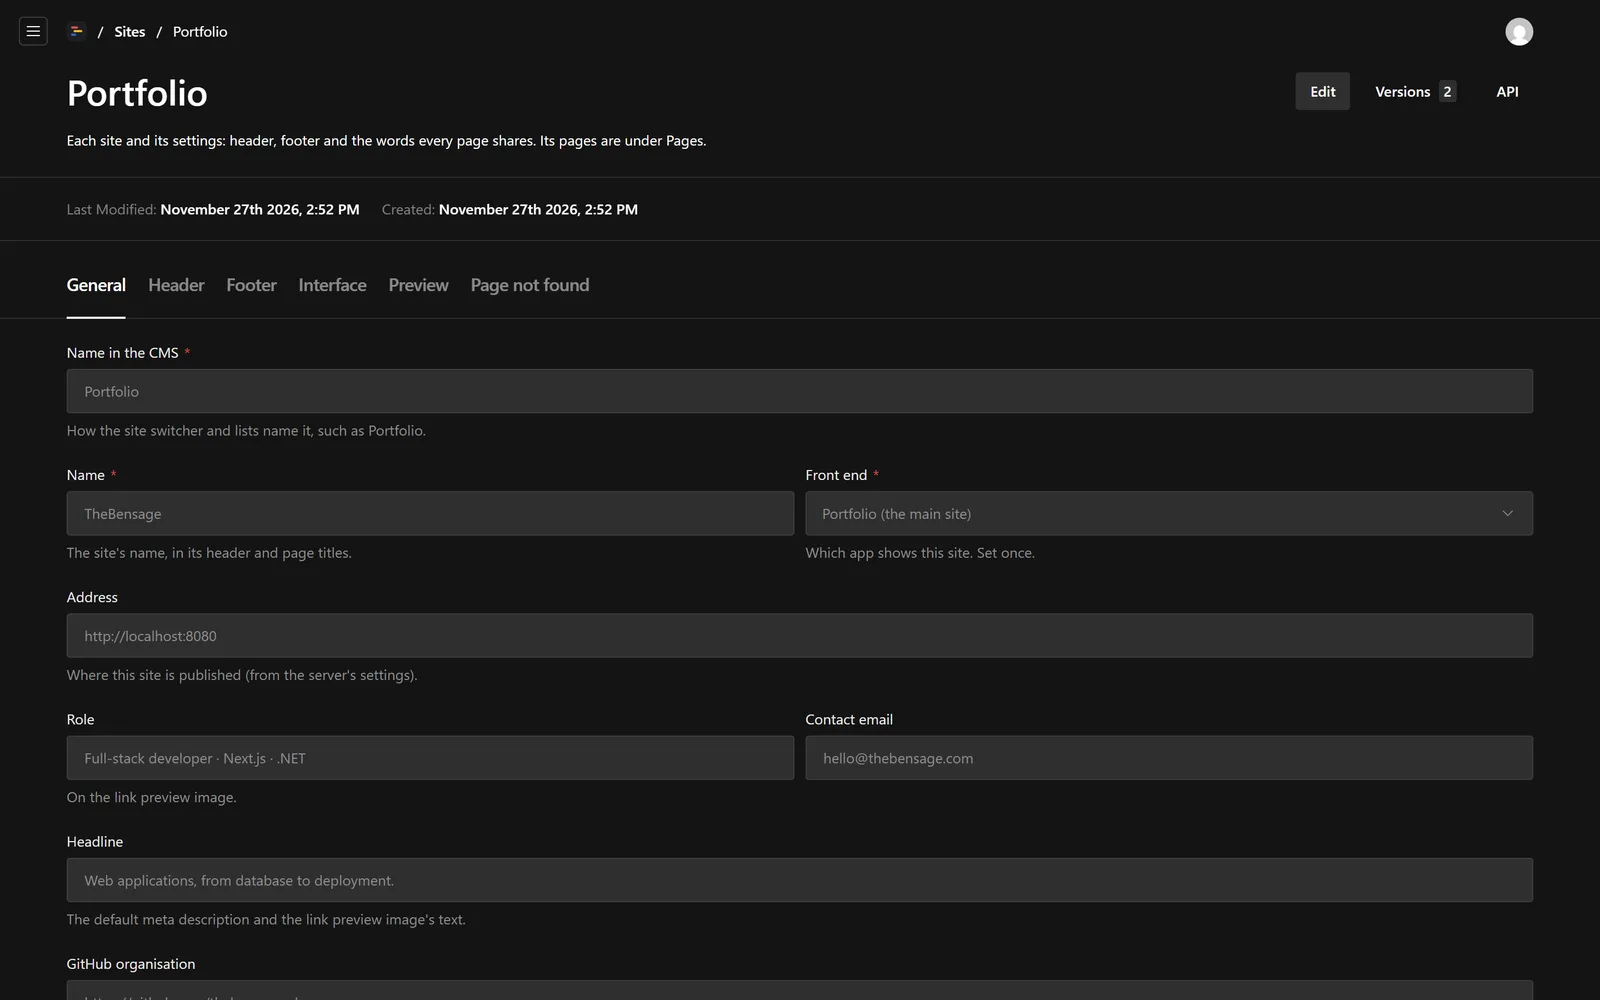 / Sites / Portfolio
Portfolio
Edit
Versions 2
API
Each site and its settings: header, footer and the words every page shares. Its pages are under Pages.
Last Modified: November 27th 2026, 2:52 PM
Created: November 27th 2026, 2:52 PM
General
Header
Footer
Interface
Preview
Page not found
Name in the CMS *
Portfolio
How the site switcher and lists name it, such as Portfolio.
Name *
TheBensage
The site's name, in its header and page titles.
Front end *
Portfolio (the main site)
Which app shows this site. Set once.
Address
http://localhost:8080
Where this site is published (from the server's settings).
Role
Full-stack developer · Next.js · .NET
On the link preview image.
Contact email
hello@thebensage.com
Headline
Web applications, from database to deployment.
The default meta description and the link preview image's text.
GitHub organisation